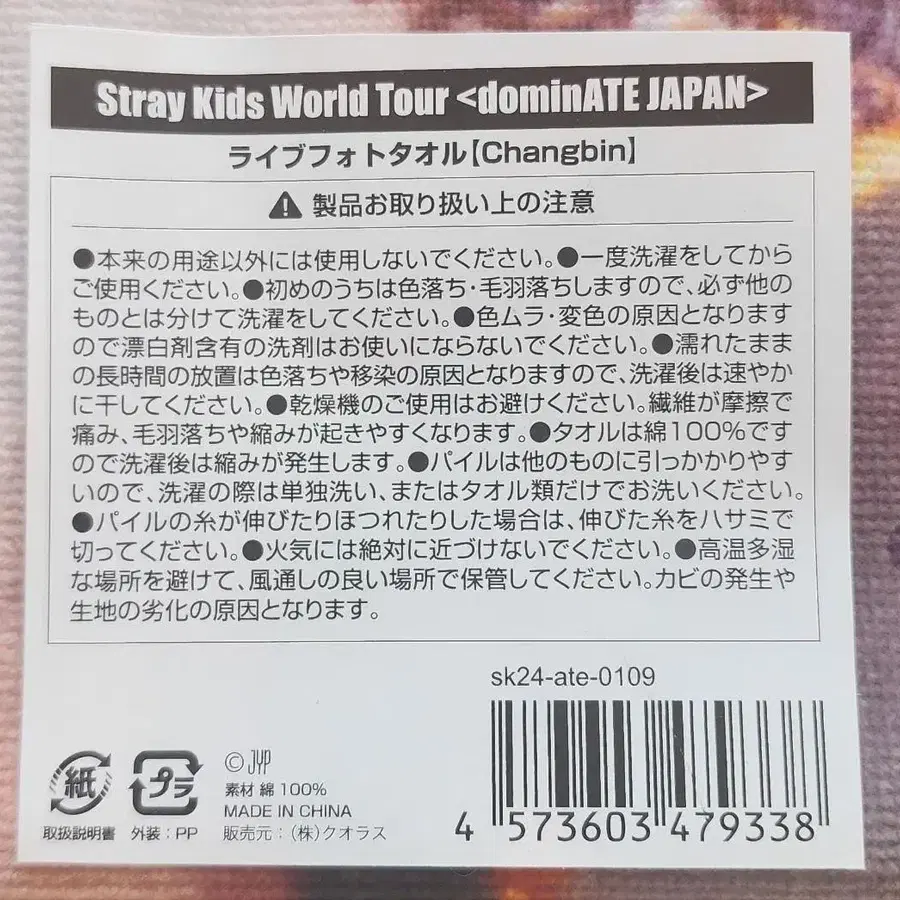 Stray Kids World Tour <dominATE JAPAN>
ライブフォトタオル【Changbin】
製品お取り扱い上の注意
●本来の用途以外には使用しないでください。●一度洗濯をしてから
ご使用ください。●初めのうちは色落ち・毛羽落ちしますので、必ず他の
ものとは分けて洗濯をしてください。●色ムラ・変色の原因となります
ので漂白剤含有の洗剤はお使いにならないでください。●濡れたまま
の長時間の放置は色落ちや移染の原因となりますので、洗濯後は速やか
に干してください。●乾燥機のご使用はお避けください。繊維が摩擦で
痛み、毛羽落ちや縮みが起きやすくなります。●タオルは綿100%です
ので洗濯後は縮みが発生します。●パイルは他のものに引っかかりやす
いので、洗濯の際は単独洗い、またはタオル類だけでお洗いください。
●パイルの糸が伸びたりほつれたりした場合は、伸びた糸をハサミで
切ってください。●火気には絶対に近づけないでください。●高温多湿
な場所を避けて、風通しの良い場所で保管してください。カビの発生や
生地の劣化の原因となります。
sk24-ate-0109
紙
取扱説明書
プラ
外装：PP
© JYP
素材 綿 100%
MADE IN CHINA
販売元：（株）クオラス
4 573603 479338